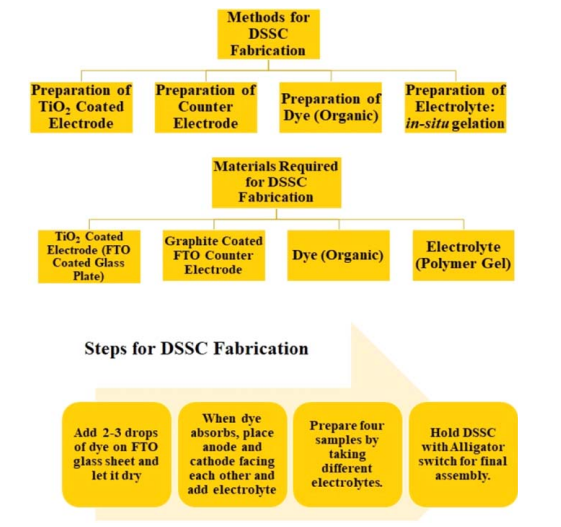 Methods for
DSSC
Fabrication
Preparation of
TiO₂ Coated
Electrode
Preparation of
Counter
Electrode
Preparation of
Dye (Organic)
Preparation of
Electrolyte:
in-situ gelation
Materials Required
for DSSC
Fabrication
TiO₂ Coated
Electrode (FTO
Coated Glass
Plate)
Graphite Coated
FTO Counter
Electrode
Dye (Organic)
Electrolyte
(Polymer Gel)
Steps for DSSC Fabrication
Add 2-3 drops
of dye on FTO
glass sheet and
let it dry
When dye
absorbs, place
anode and
cathode facing
each other and
add electrolyte
Prepare four
samples by
taking
different
electrolytes.
Hold DSSC
with Alligator
switch for final
assembly.